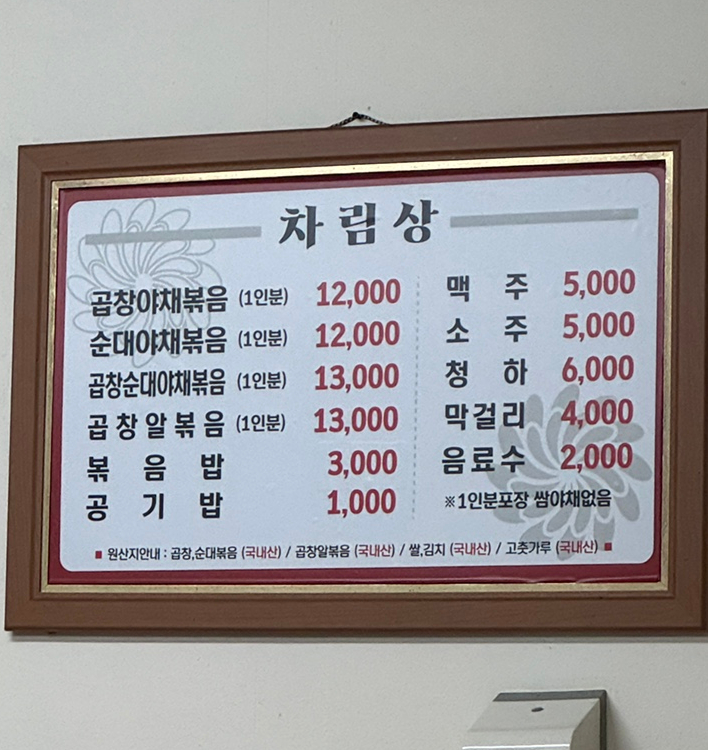 차림상
곱창야채볶음 (1인분) 12,000
순대야채볶음 (1인분) 12,000
곱창순대야채볶음 (1인분) 13,000
곱창알볶음 (1인분) 13,000
볶음밥 3,000
공기밥 1,000
맥주 5,000
소주 5,000
청하 6,000
막걸리 4,000
음료수 2,000
※1인분포장 쌈야채없음
■ 원산지안내 : 곱창,순대볶음 (국내산) / 곱창알볶음 (국내산) / 쌀,김치 (국내산) / 고춧가루 (국내산) ■